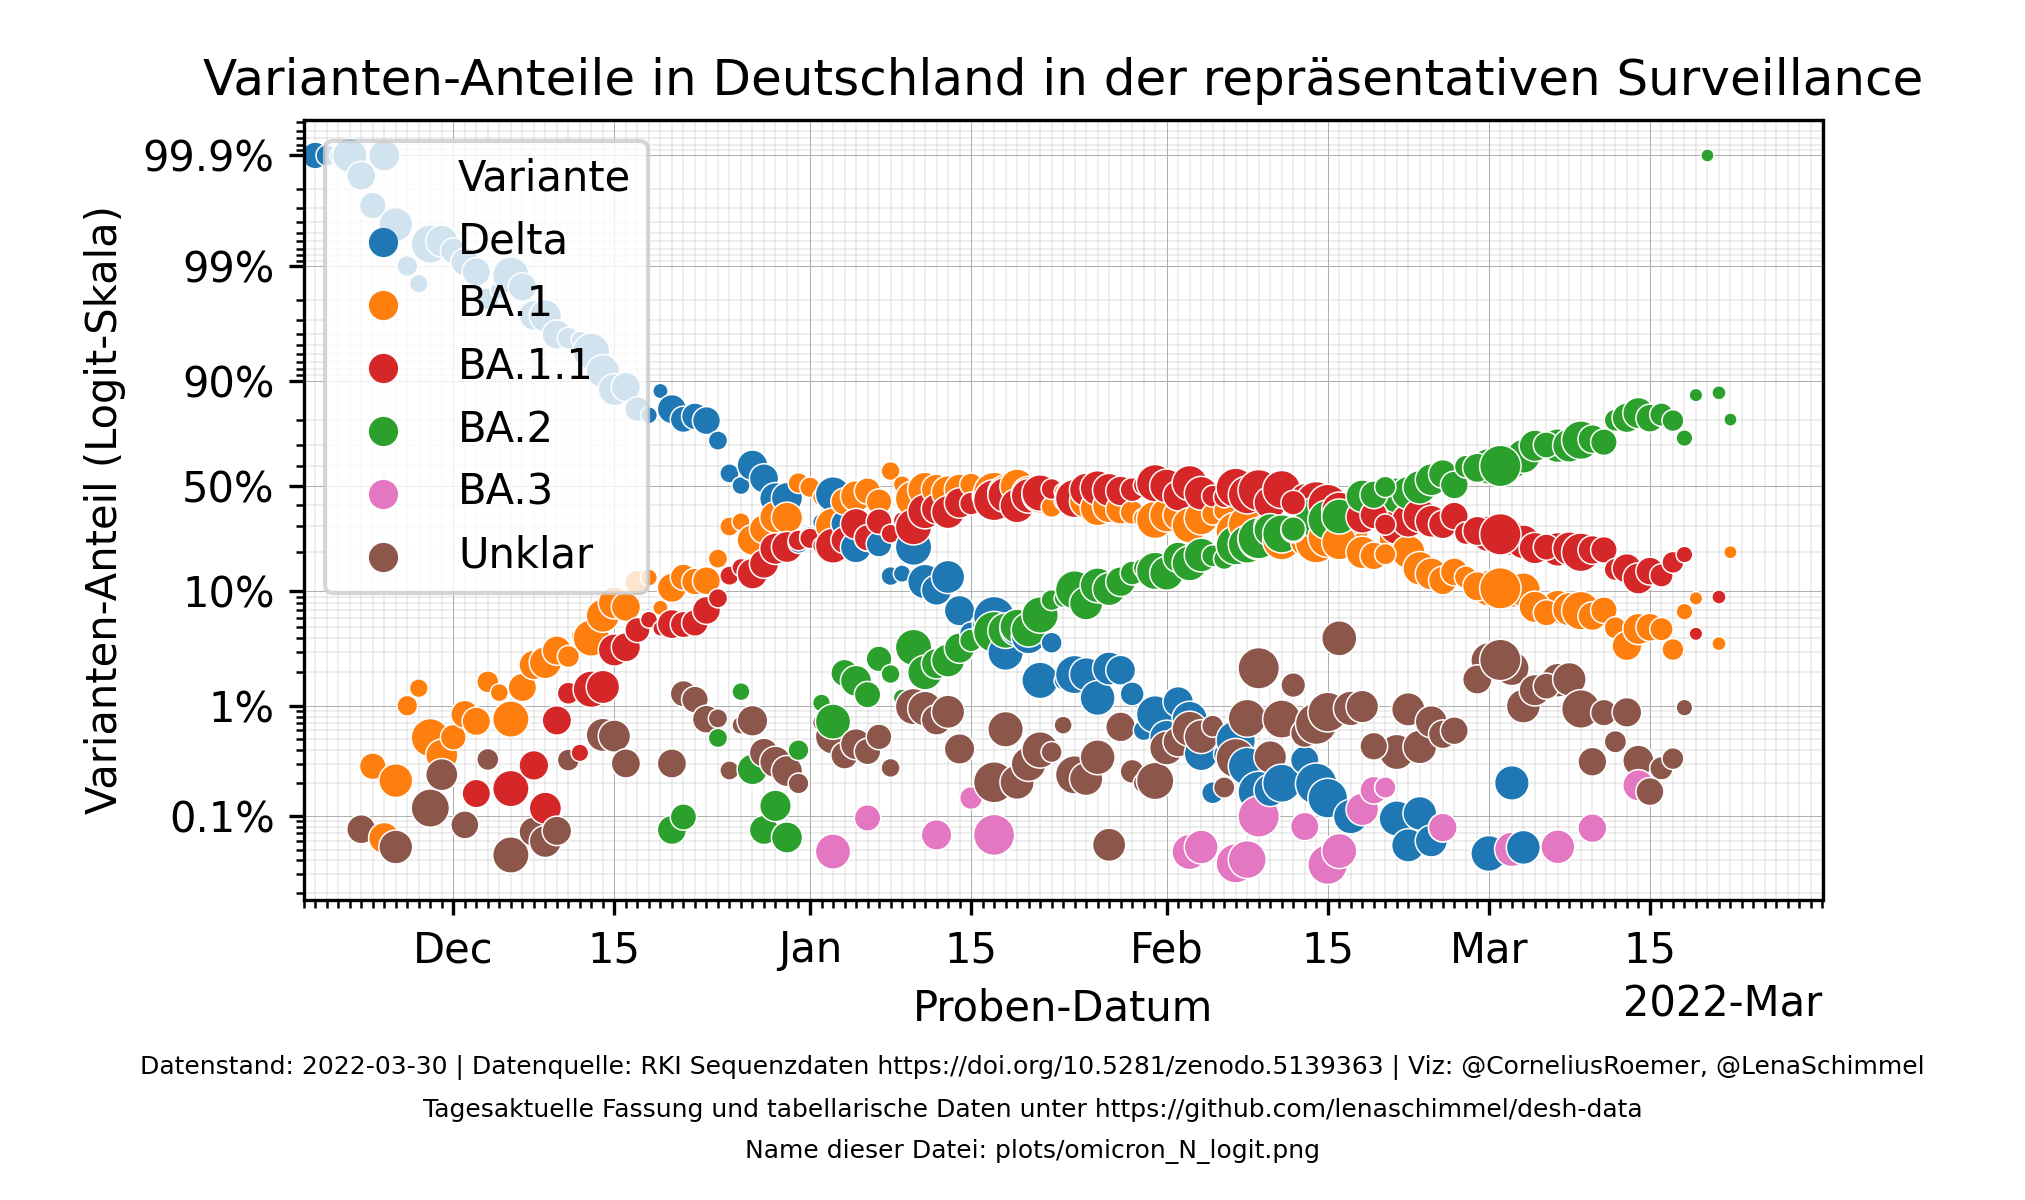 Varianten-Anteile in Deutschland in der repräsentativen Surveillance
Varianten-Anteil (Logit-Skala)
99.9%
99%
90%
50%
10%
1%
0.1%
Variante
Delta
BA.1
BA.1.1
BA.2
BA.3
Unklar
Dec 15 Jan 15 Feb 15 Mar 15
Proben-Datum
2022-Mar
Datenstand: 2022-03-30 | Datenquelle: RKI Sequenzdaten https://doi.org/10.5281/zenodo.5139363 | Viz: @CorneliusRoemer, @LenaSchimmel
Tagesaktuelle Fassung und tabellarische Daten unter https://github.com/lenaschimmel/desh-data
Name dieser Datei: plots/omicron_N_logit.png